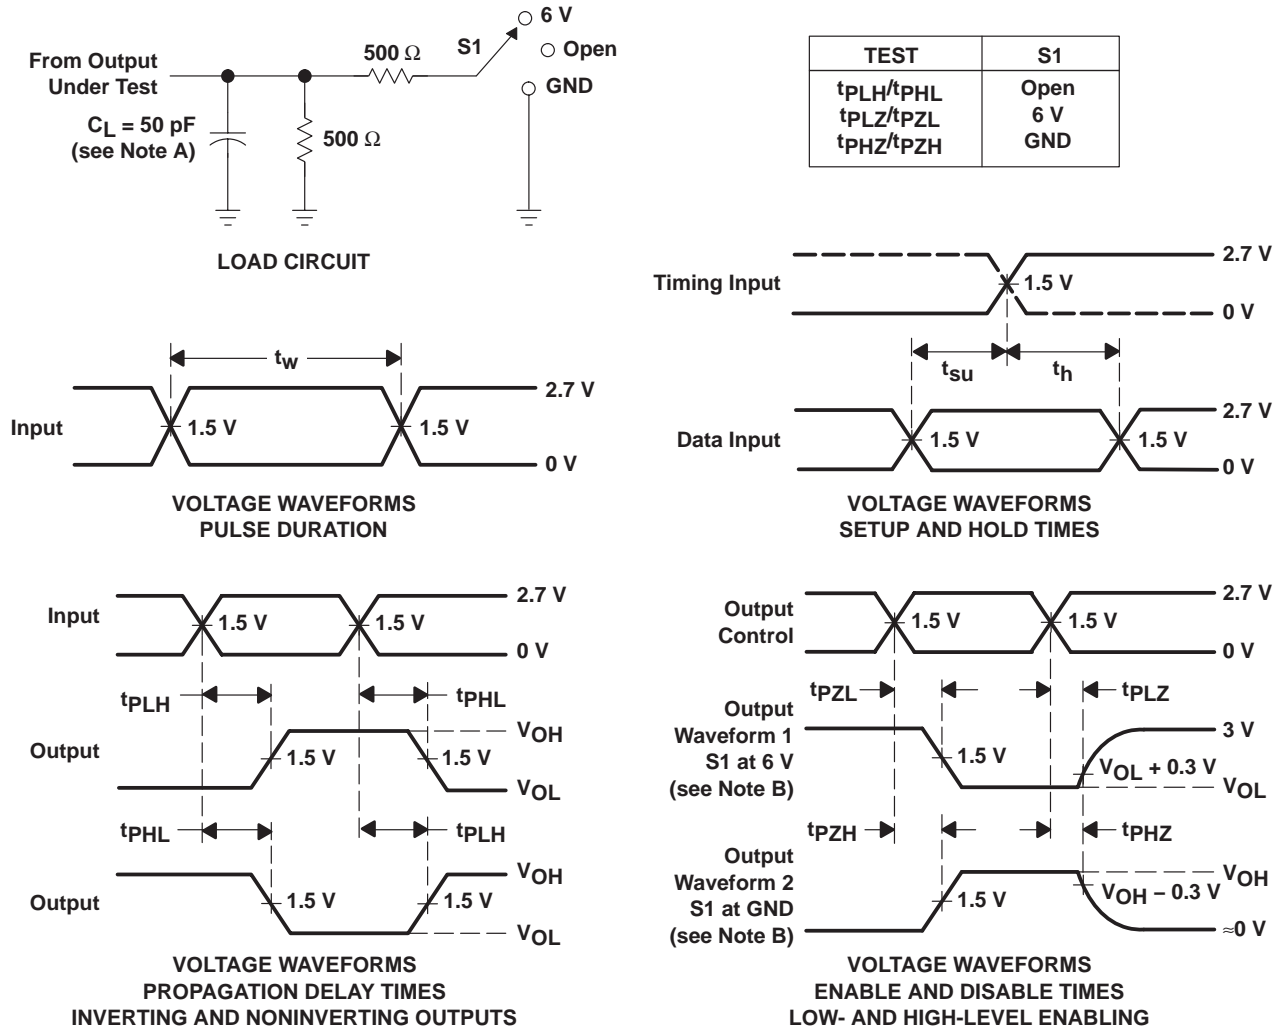 6 V
S1
Open
500 Ω
From Output
Under Test
GND
CL = 50 pF
(see Note A)
500 Ω
LOAD CIRCUIT
TEST S1
tPLH/tPHL Open
tPLZ/tPZL 6 V
tPHZ/tPZH GND
2.7 V
Timing Input
1.5 V
0 V
tsu
th
2.7 V
Data Input
1.5 V
1.5 V
0 V
VOLTAGE WAVEFORMS
SETUP AND HOLD TIMES
tw
2.7 V
Input
1.5 V
1.5 V
0 V
VOLTAGE WAVEFORMS
PULSE DURATION
2.7 V
Input
1.5 V
1.5 V
0 V
tPLH
tPHL
VOH
Output
1.5 V
1.5 V
VOL
tPHL
tPLH
VOH
Output
1.5 V
1.5 V
VOL
VOLTAGE WAVEFORMS
PROPAGATION DELAY TIMES
INVERTING AND NONINVERTING OUTPUTS
2.7 V
Output
Control
1.5 V
1.5 V
0 V
tPZL
tPLZ
Output
Waveform 1
S1 at 6 V
(see Note B)
3 V
1.5 V
VOL + 0.3 V
VOL
tPZH
tPHZ
Output
Waveform 2
S1 at GND
(see Note B)
VOH
1.5 V
VOH − 0.3 V
≈0 V
VOLTAGE WAVEFORMS
ENABLE AND DISABLE TIMES
LOW- AND HIGH-LEVEL ENABLING